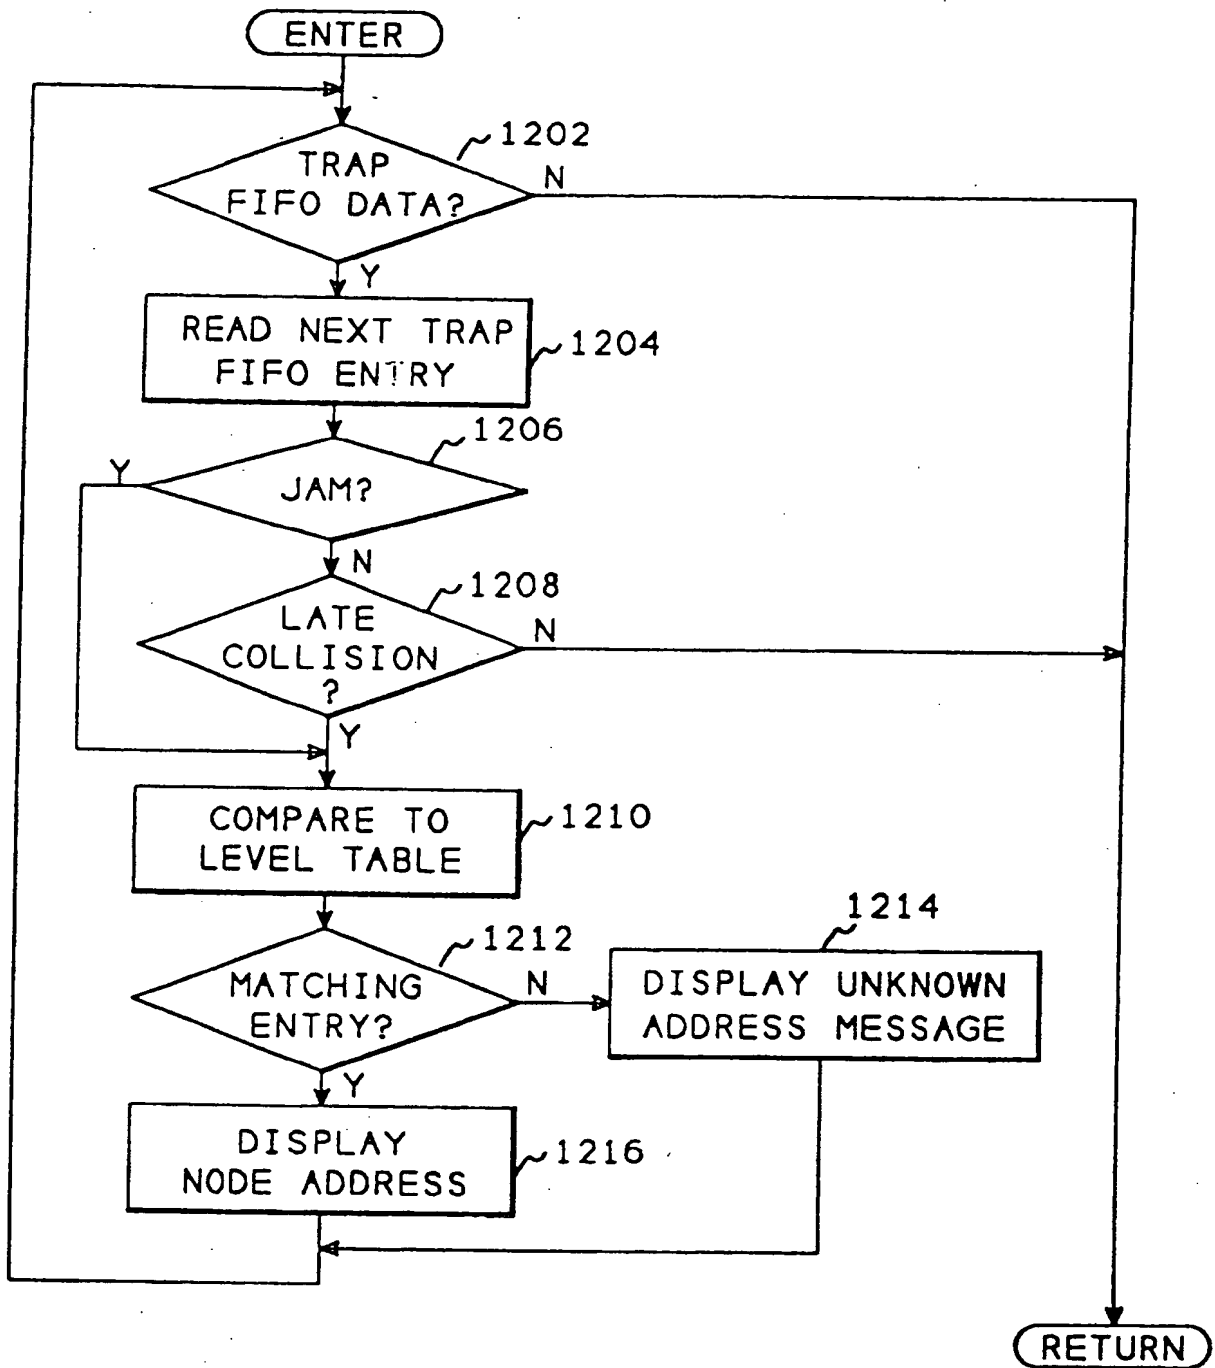 ENTER
1202
TRAP
FIFO DATA?
N
Y
READ NEXT TRAP
FIFO ENTRY
1204
1206
Y
JAM?
N
1208
LATE
COLLISION
?
N
Y
COMPARE TO
LEVEL TABLE
1210
1212
MATCHING
ENTRY?
N
1214
DISPLAY UNKNOWN
ADDRESS MESSAGE
Y
DISPLAY
NODE ADDRESS
1216
RETURN